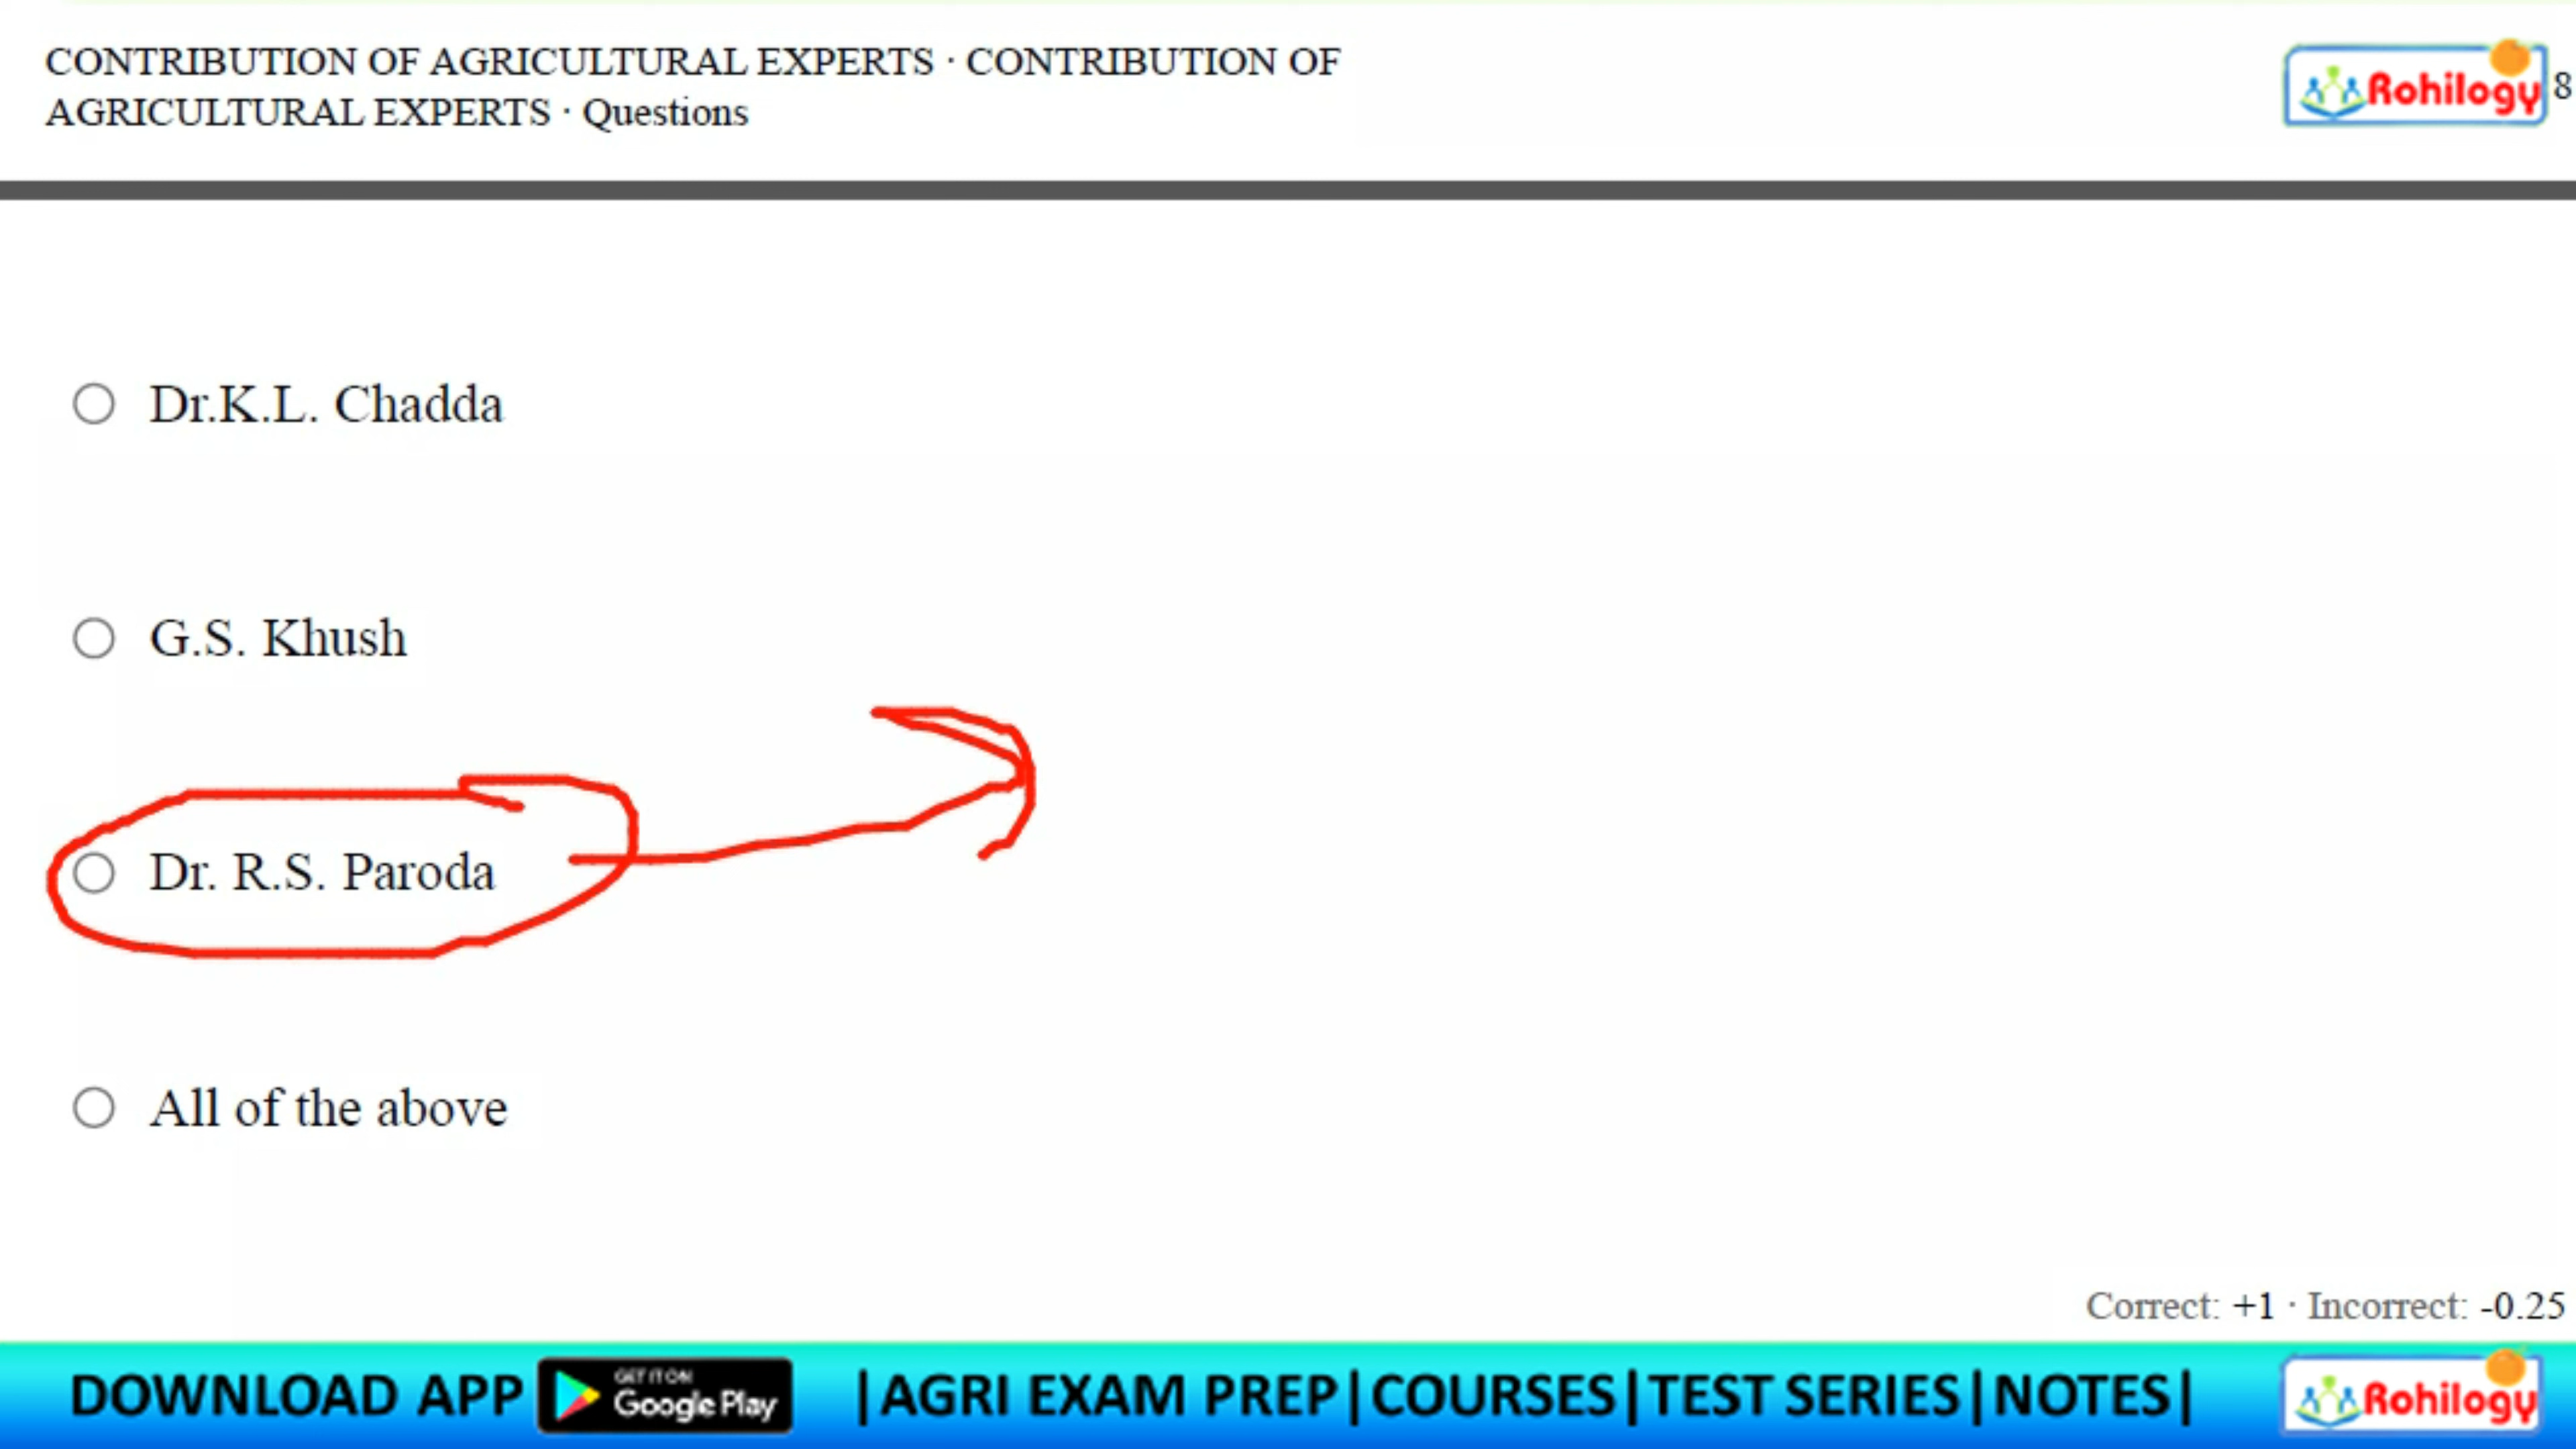 CONTRIBUTION OF AGRICULTURAL EXPERTS · CONTRIBUTION OF
AGRICULTURAL EXPERTS · Questions
Rohilogy 8
Dr.K.L. Chadda
G.S. Khush
Dr. R.S. Paroda
All of the above
Correct: +1 · Incorrect: -0.25
DOWNLOAD APP GET IT ON Google Play |AGRI EXAM PREP|COURSES|TEST SERIES|NOTES| Rohilogy